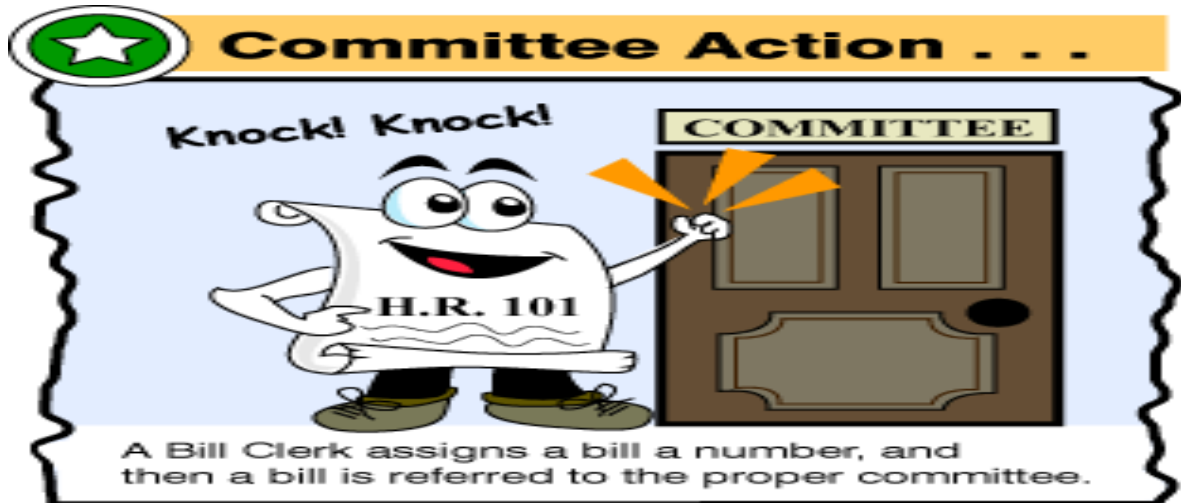 Committee Action . . .
Knock! Knock!
COMMITTEE
H.R. 101
A Bill Clerk assigns a bill a number, and
then a bill is referred to the proper committee.